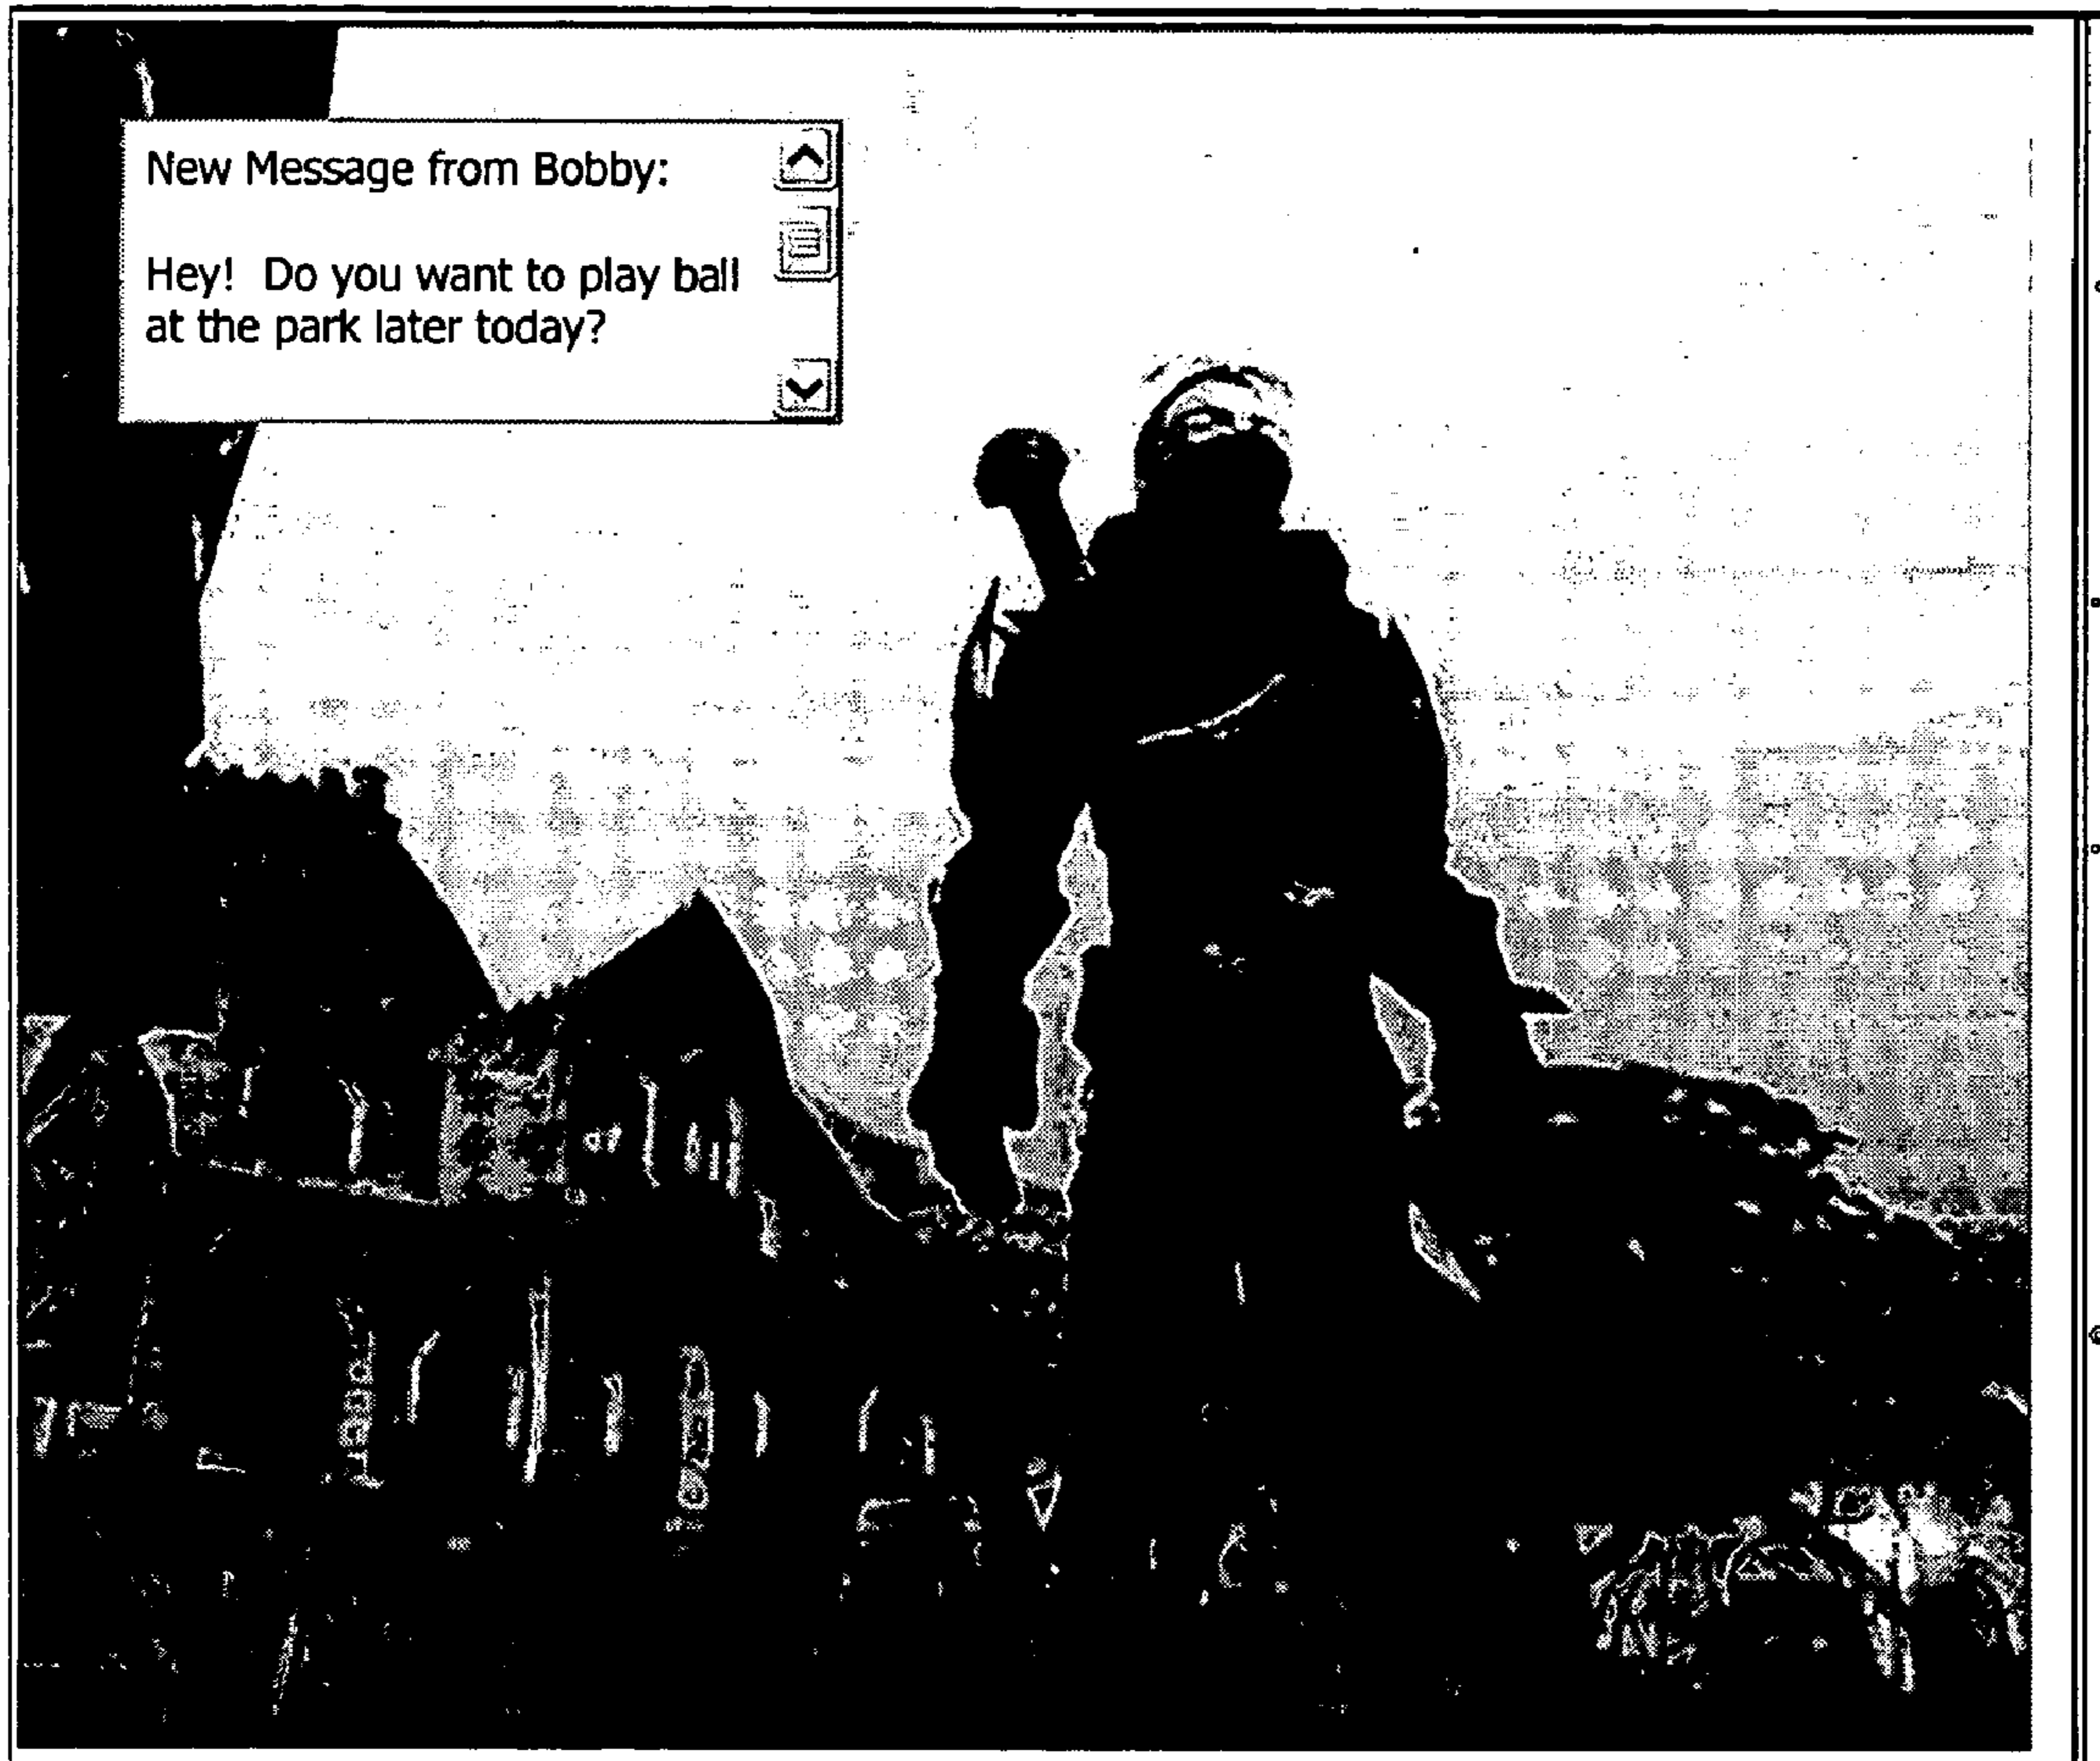 New Message from Bobby:
Hey! Do you want to play ball
at the park later today?